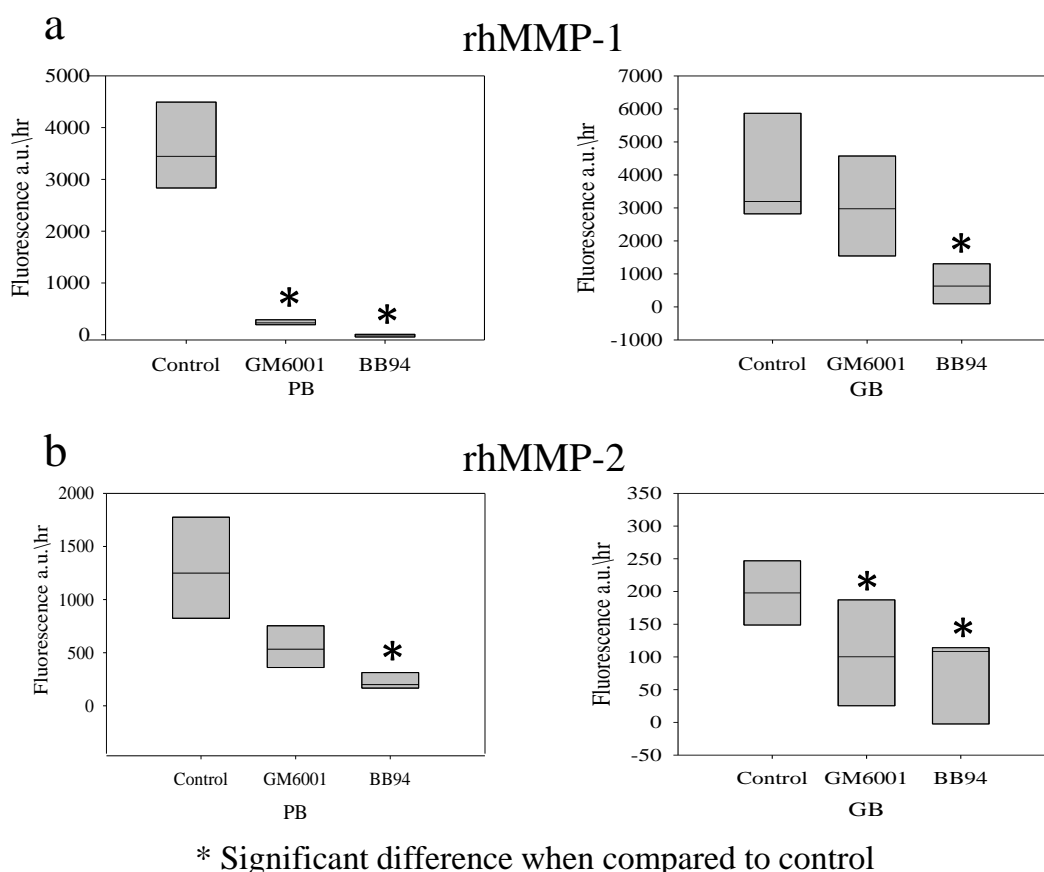 a
rhMMP-1
5000
4000
3000
2000
1000
0
Fluorescence a.u.\hr
Control GM6001 BB94
PB
7000
6000
5000
4000
3000
2000
1000
0
-1000
Fluorescence a.u.\hr
Control GM6001 BB94
GB
b
rhMMP-2
2000
1500
1000
500
0
Fluorescence a.u.\hr
Control GM6001 BB94
PB
350
300
250
200
150
100
50
0
-50
Fluorescence a.u.\hr
Control GM6001 BB94
GB
* * * * * *
* Significant difference when compared to control